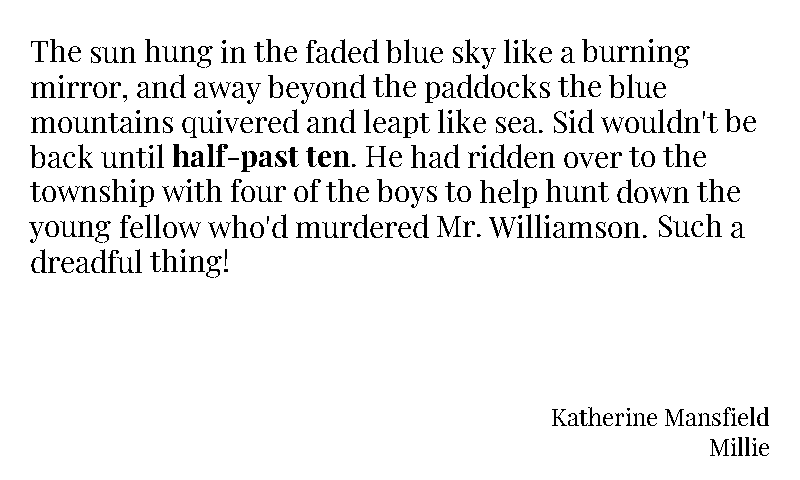 The sun hung in the faded blue sky like a burning
mirror, and away beyond the paddocks the blue
mountains quivered and leapt like sea. Sid wouldn't be
back until half-past ten. He had ridden over to the
township with four of the boys to help hunt down the
young fellow who'd murdered Mr. Williamson. Such a
dreadful thing!
Katherine Mansfield
Millie